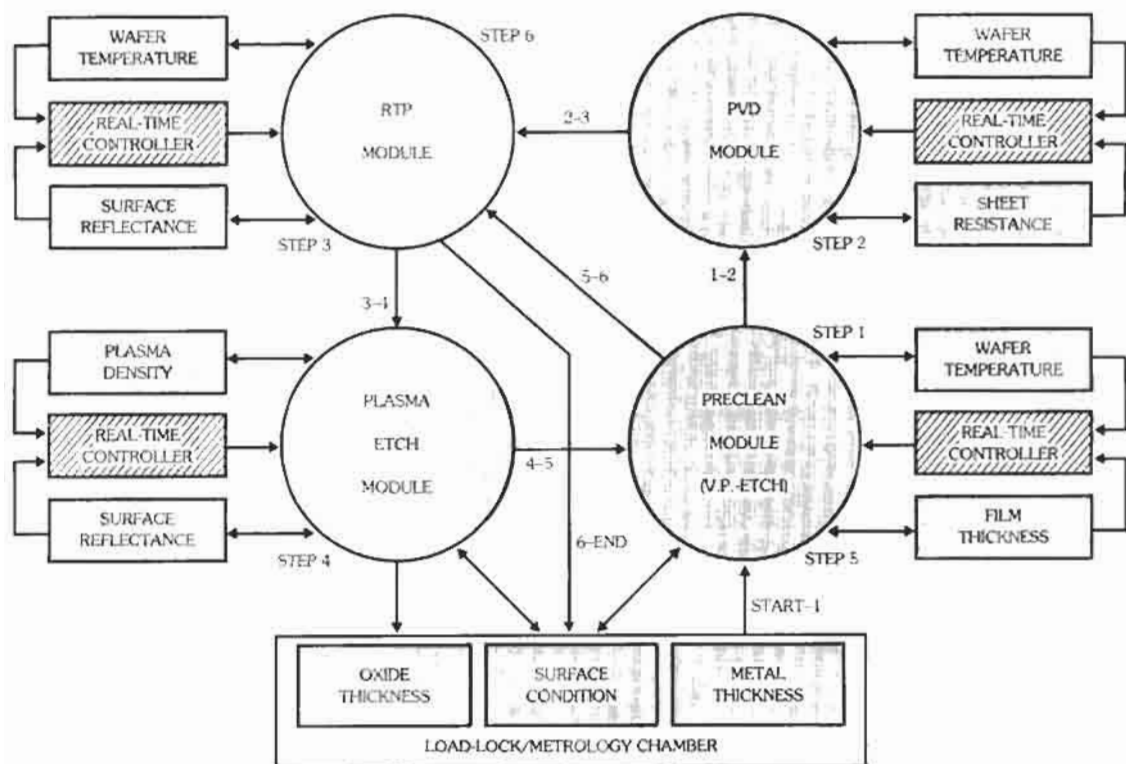 WAFER
TEMPERATURE
REAL-TIME
CONTROLLER
SURFACE
REFLECTANCE
STEP 6
RTP
MODULE
STEP 3
2-3
PVD
MODULE
STEP 2
WAFER
TEMPERATURE
REAL-TIME
CONTROLLER
SHEET
RESISTANCE
3-4
5-6
1-2
PLASMA
DENSITY
REAL-TIME
CONTROLLER
SURFACE
REFLECTANCE
PLASMA
ETCH
MODULE
STEP 4
4-5
6-END
STEP 1
PRECLEAN
MODULE
(V.P.-ETCH)
STEP 5
WAFER
TEMPERATURE
REAL-TIME
CONTROLLER
FILM
THICKNESS
START-1
OXIDE
THICKNESS
SURFACE
CONDITION
METAL
THICKNESS
LOAD-LOCK/METROLOGY CHAMBER